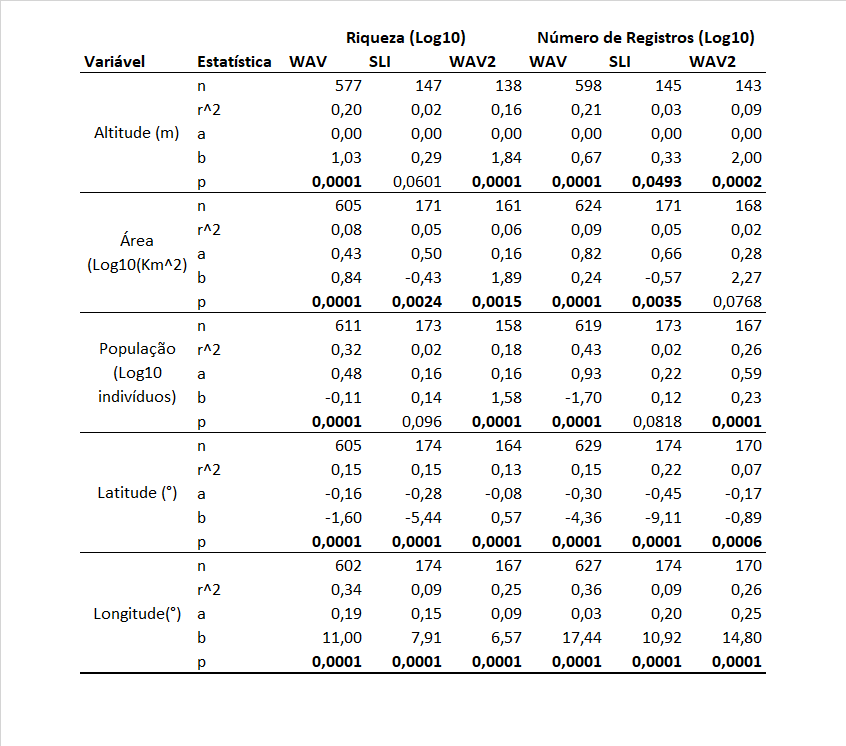 Riqueza (Log10) Número de Registros (Log10)
Variável Estatística WAV SLI WAV2 WAV SLI WAV2
n 577 147 138 598 145 143
r^2 0,20 0,02 0,16 0,21 0,03 0,09
Altitude (m) a 0,00 0,00 0,00 0,00 0,00 0,00
b 1,03 0,29 1,84 0,67 0,33 2,00
p 0,0001 0,0601 0,0001 0,0001 0,0493 0,0002
n 605 171 161 624 171 168
r^2 0,08 0,05 0,06 0,09 0,05 0,02
Área
(Log10(Km^2) a 0,43 0,50 0,16 0,82 0,66 0,28
b 0,84 -0,43 1,89 0,24 -0,57 2,27
p 0,0001 0,0024 0,0015 0,0001 0,0035 0,0768
n 611 173 158 619 173 167
População r^2 0,32 0,02 0,18 0,43 0,02 0,26
(Log10 a 0,48 0,16 0,16 0,93 0,22 0,59
indivíduos) b -0,11 0,14 1,58 -1,70 0,12 0,23
p 0,0001 0,096 0,0001 0,0001 0,0818 0,0001
n 605 174 164 629 174 170
r^2 0,15 0,15 0,13 0,15 0,22 0,07
Latitude (°) a -0,16 -0,28 -0,08 -0,30 -0,45 -0,17
b -1,60 -5,44 0,57 -4,36 -9,11 -0,89
p 0,0001 0,0001 0,0001 0,0001 0,0001 0,0006
n 602 174 167 627 174 170
r^2 0,34 0,09 0,25 0,36 0,09 0,26
Longitude(°) a 0,19 0,15 0,09 0,03 0,20 0,25
b 11,00 7,91 6,57 17,44 10,92 14,80
p 0,0001 0,0001 0,0001 0,0001 0,0001 0,0001